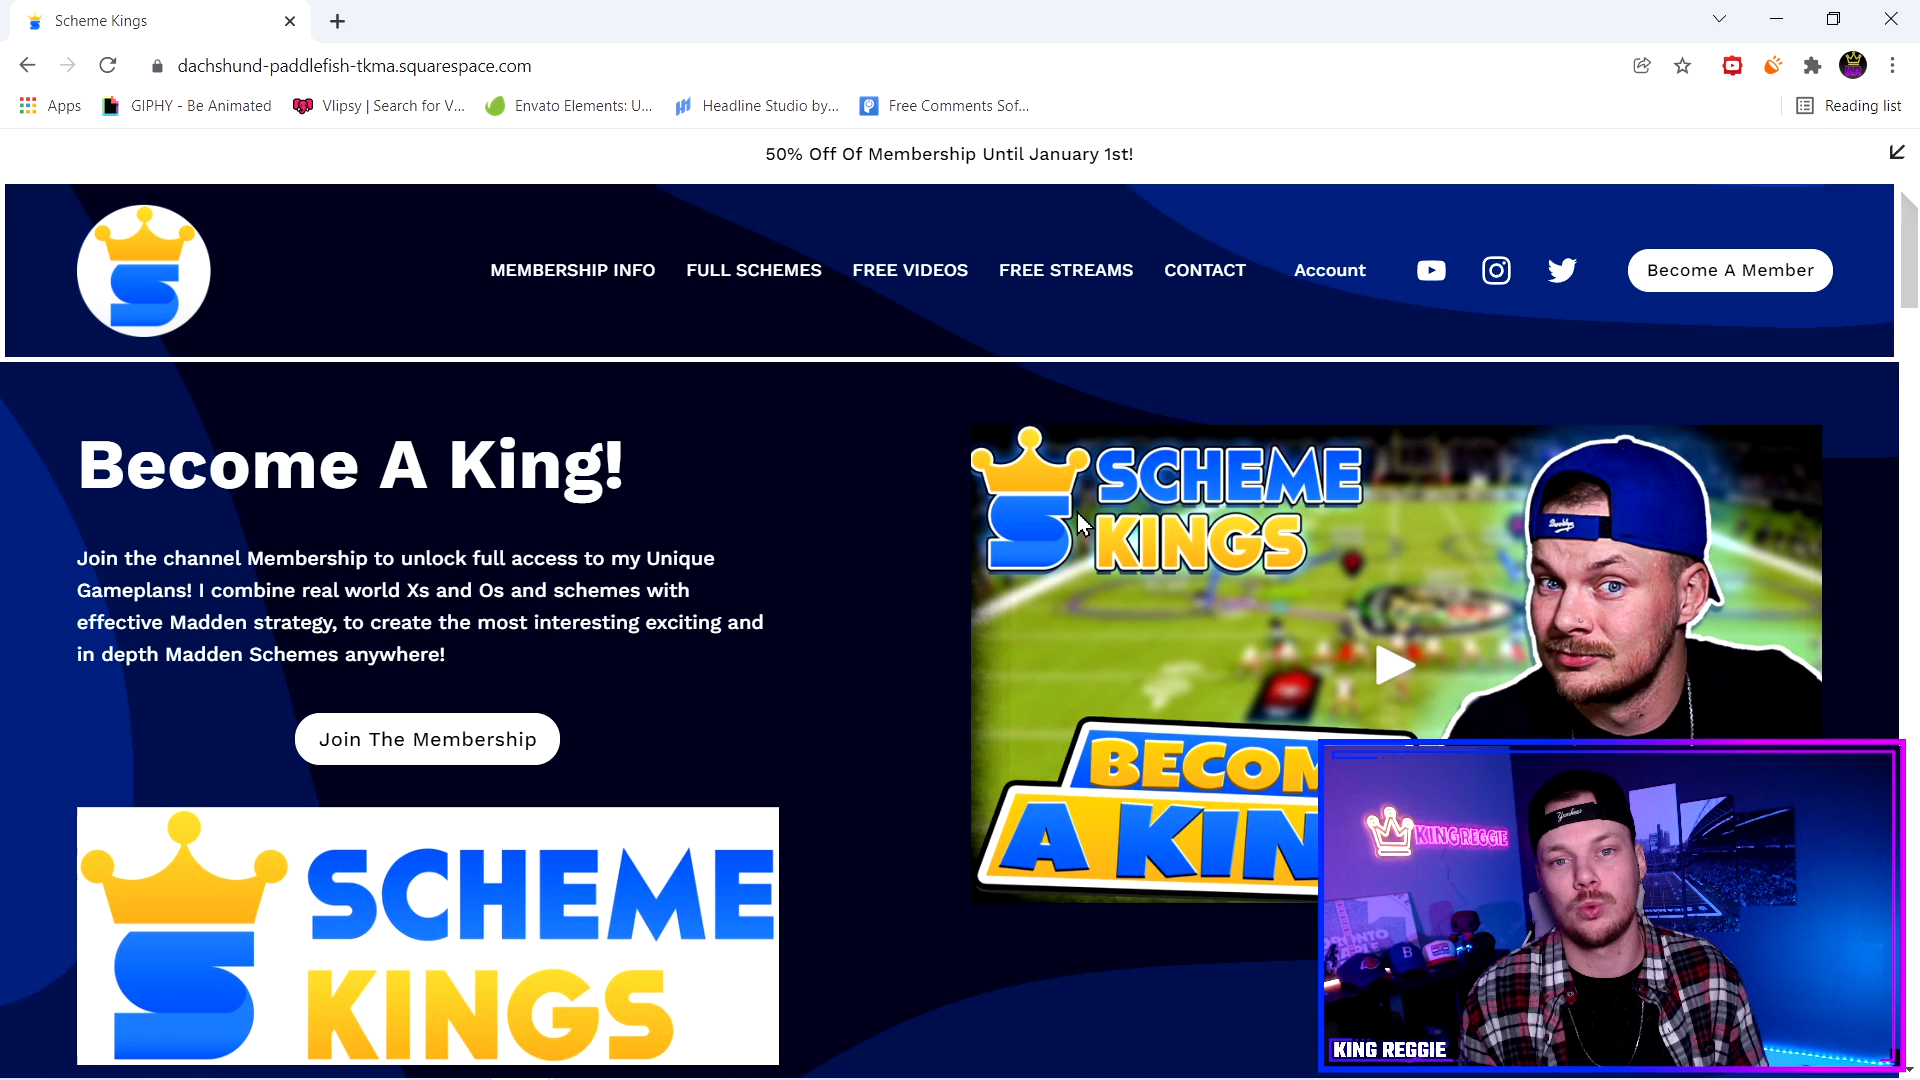 Scheme Kings
dachshund-paddlefish-tkma.squarespace.com
Apps
GIPHY - Be Animated
Vlipsy | Search for V...
Envato Elements: U...
Headline Studio by...
Free Comments Sof...
Reading list
50% Off Of Membership Until January 1st!
MEMBERSHIP INFO
FULL SCHEMES
FREE VIDEOS
FREE STREAMS
CONTACT
Account
Become A Member
S
Become A King!
Join the channel Membership to unlock full access to my Unique
Gameplans! I combine real world Xs and Os and schemes with
effective Madden strategy, to create the most interesting exciting and
in depth Madden Schemes anywhere!
Join The Membership
S SCHEME
KINGS
S SCHEME
KINGS
Brooklyn
BECOM
A KIN
KING REGGIE
Yankees
B
KING REGGIE